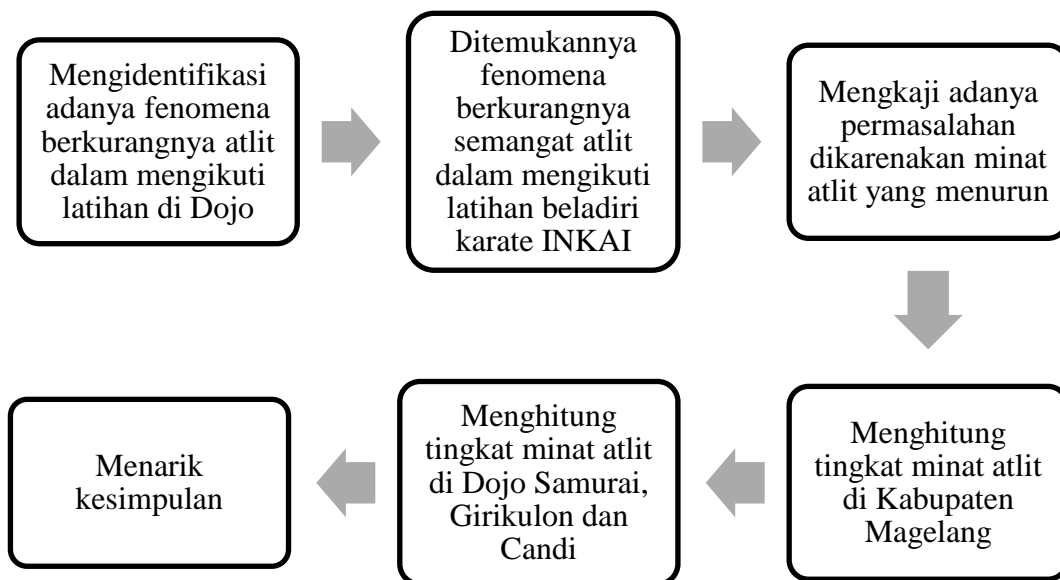 Mengidentifikasi
adanya fenomena
berkurangnya atlit
dalam mengikuti
latihan di Dojo
Ditemukannya
fenomena
berkurangnya
semangat atlit
dalam mengikuti
latihan beladiri
karate INKAI
Mengkaji adanya
permasalahan
dikarenakan minat
atlit yang menurun
Menghitung
tingkat minat atlit
di Kabupaten
Magelang
Menghitung
tingkat minat atlit
di Dojo Samurai,
Girikulon dan
Candi
Menarik
kesimpulan